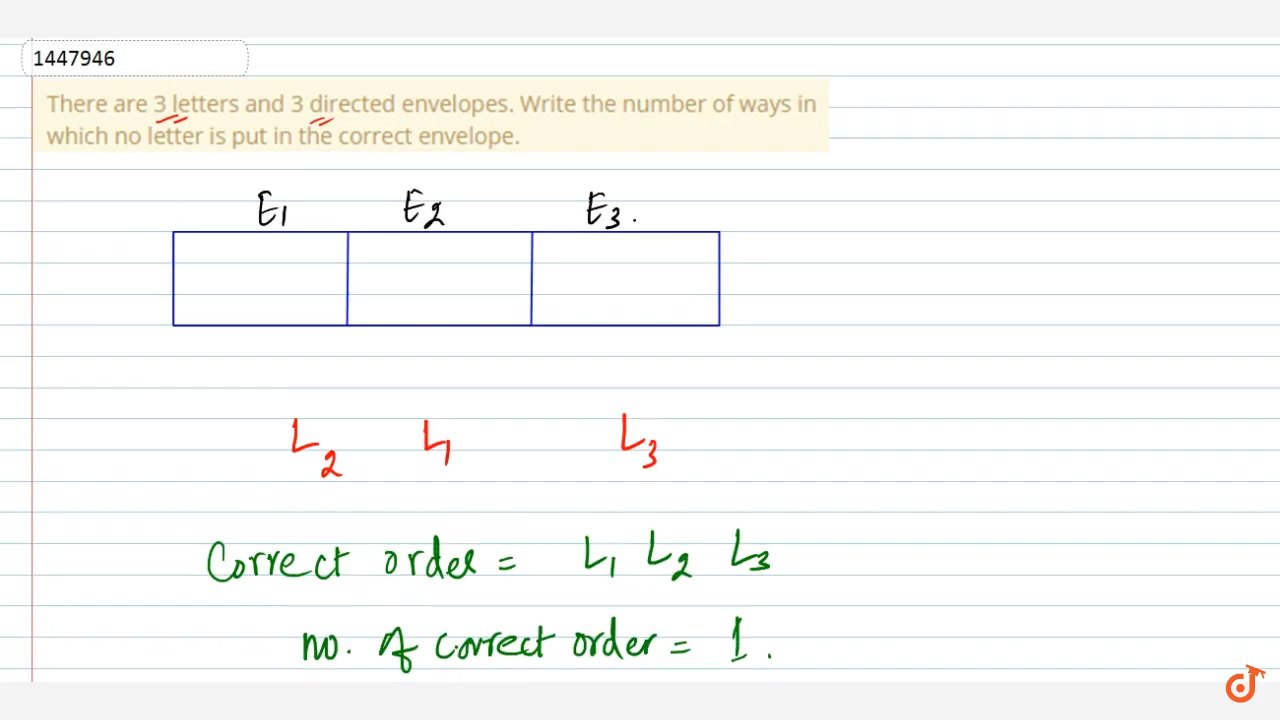 1447946
There are 3 letters and 3 directed envelopes. Write the number of ways in
which no letter is put in the correct envelope.
E1 E2 E3.
L2 L1 L3
Correct order = L1 L2 L3
no. of correct order = 1.